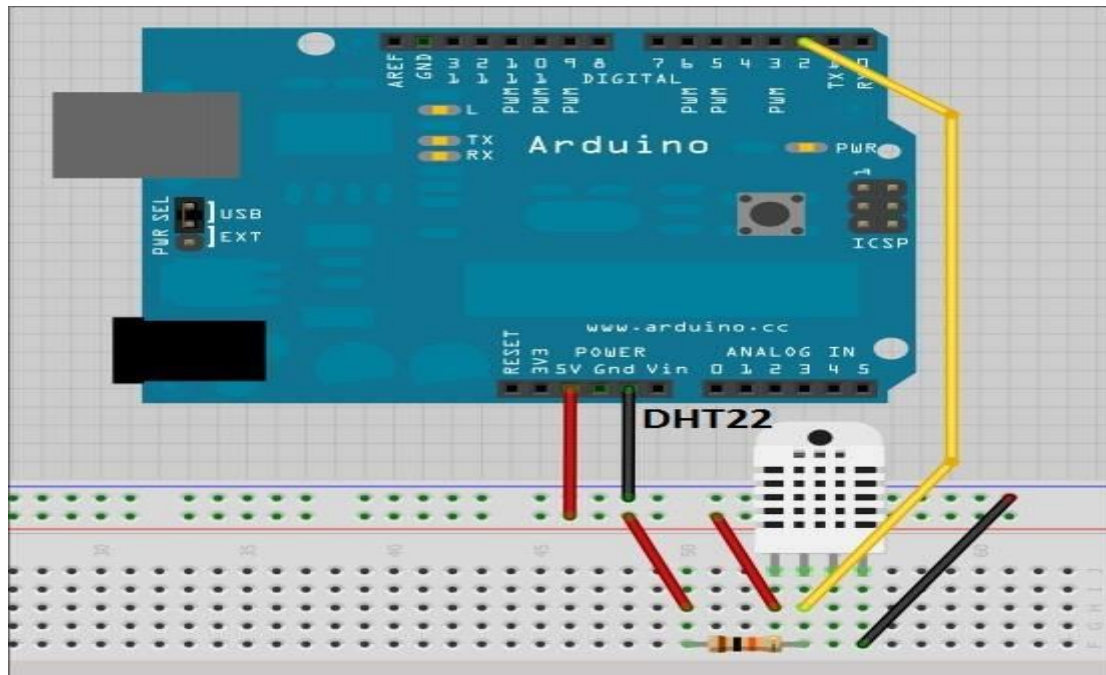 AREF
GND
13
12
PWM 11
PWM 10
PWM 9
8
7
PWM 6
PWM 5
4
PWM 3
2
TX 1
RX 0
DIGITAL
L
TX
RX
Arduino
PWR
1
ICSP
PWR SEL
USB
EXT
www.arduino.cc
POWER
ANALOG IN
RESET
3V3
5V Gnd Vin
0 1 2 3 4 5
DHT22
30 35 40 45 50 60
J
I
H
G
F